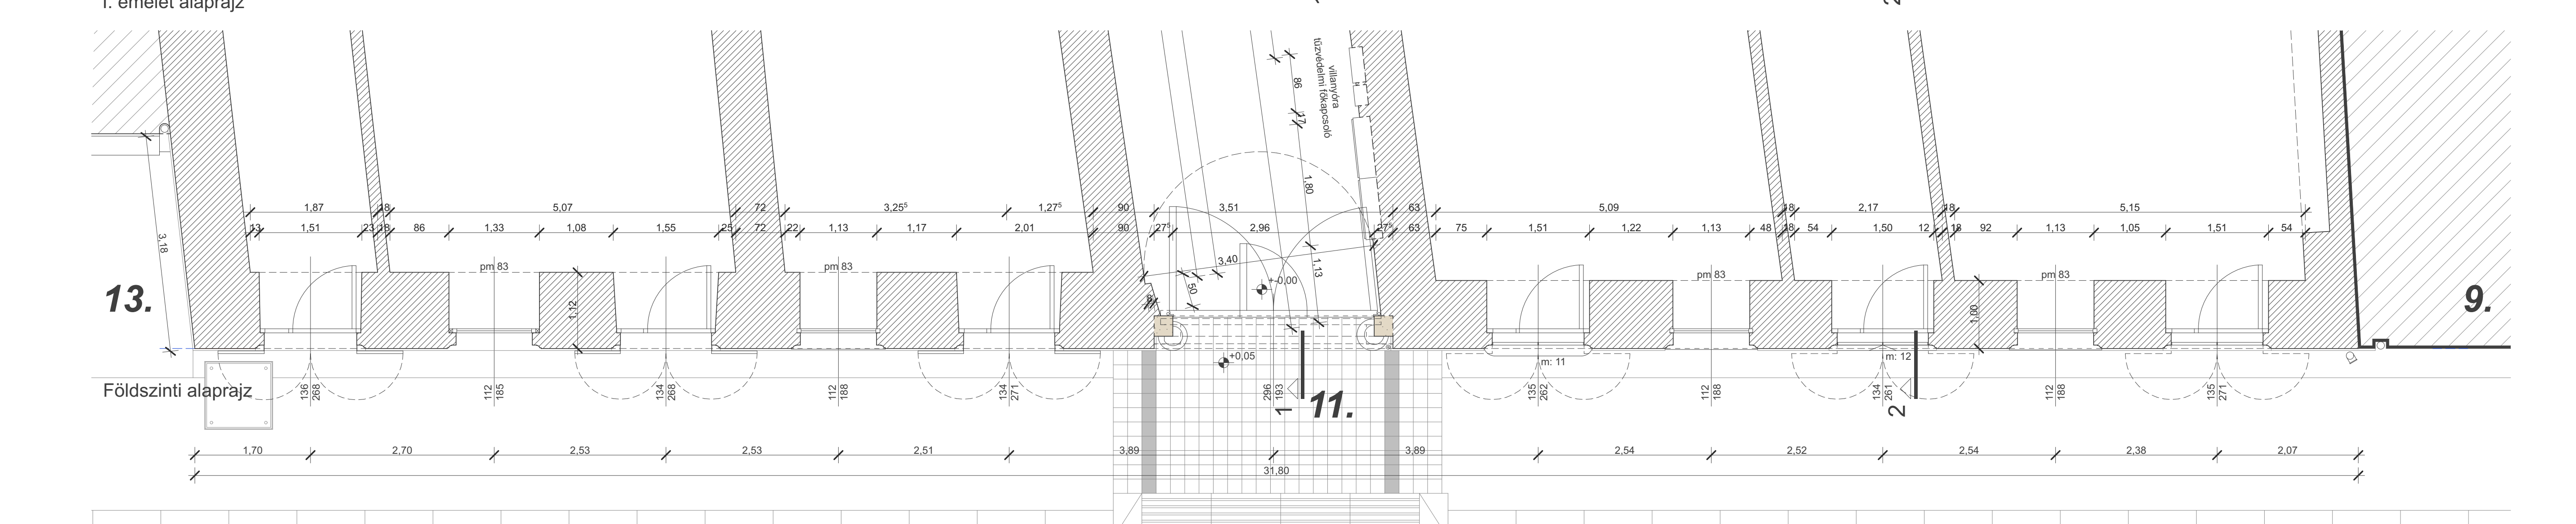 I. emelet alaprajz
villanyóra
tűzvédelmi főkapcsoló
86
17
1,80
1,13
3,40
50
3,18
1,87 18 5,07 72 3,25⁵ 1,27⁵ 90 3,51 63 5,09 18 2,17 18 5,15
13 1,51 23 18 86 1,33 1,08 1,55 25 72 22 1,13 1,17 2,01 90 27⁵ 2,96 27⁵ 63 75 1,51 1,22 1,13 48 18 54 1,50 12 18 92 1,13 1,05 1,51 54
pm 83 pm 83 pm 83 pm 83
+-0,00
13.
9.
1,12
1,00
+0,05
m: 11
m: 12
Földszinti alaprajz
136 268
112 185
134 268
112 188
134 271
296 193
135 262
112 188
134 261
112 188
135 271
1
11.
2
1,70 2,70 2,53 2,53 2,51 3,89 3,89 2,54 2,52 2,54 2,38 2,07
31,80